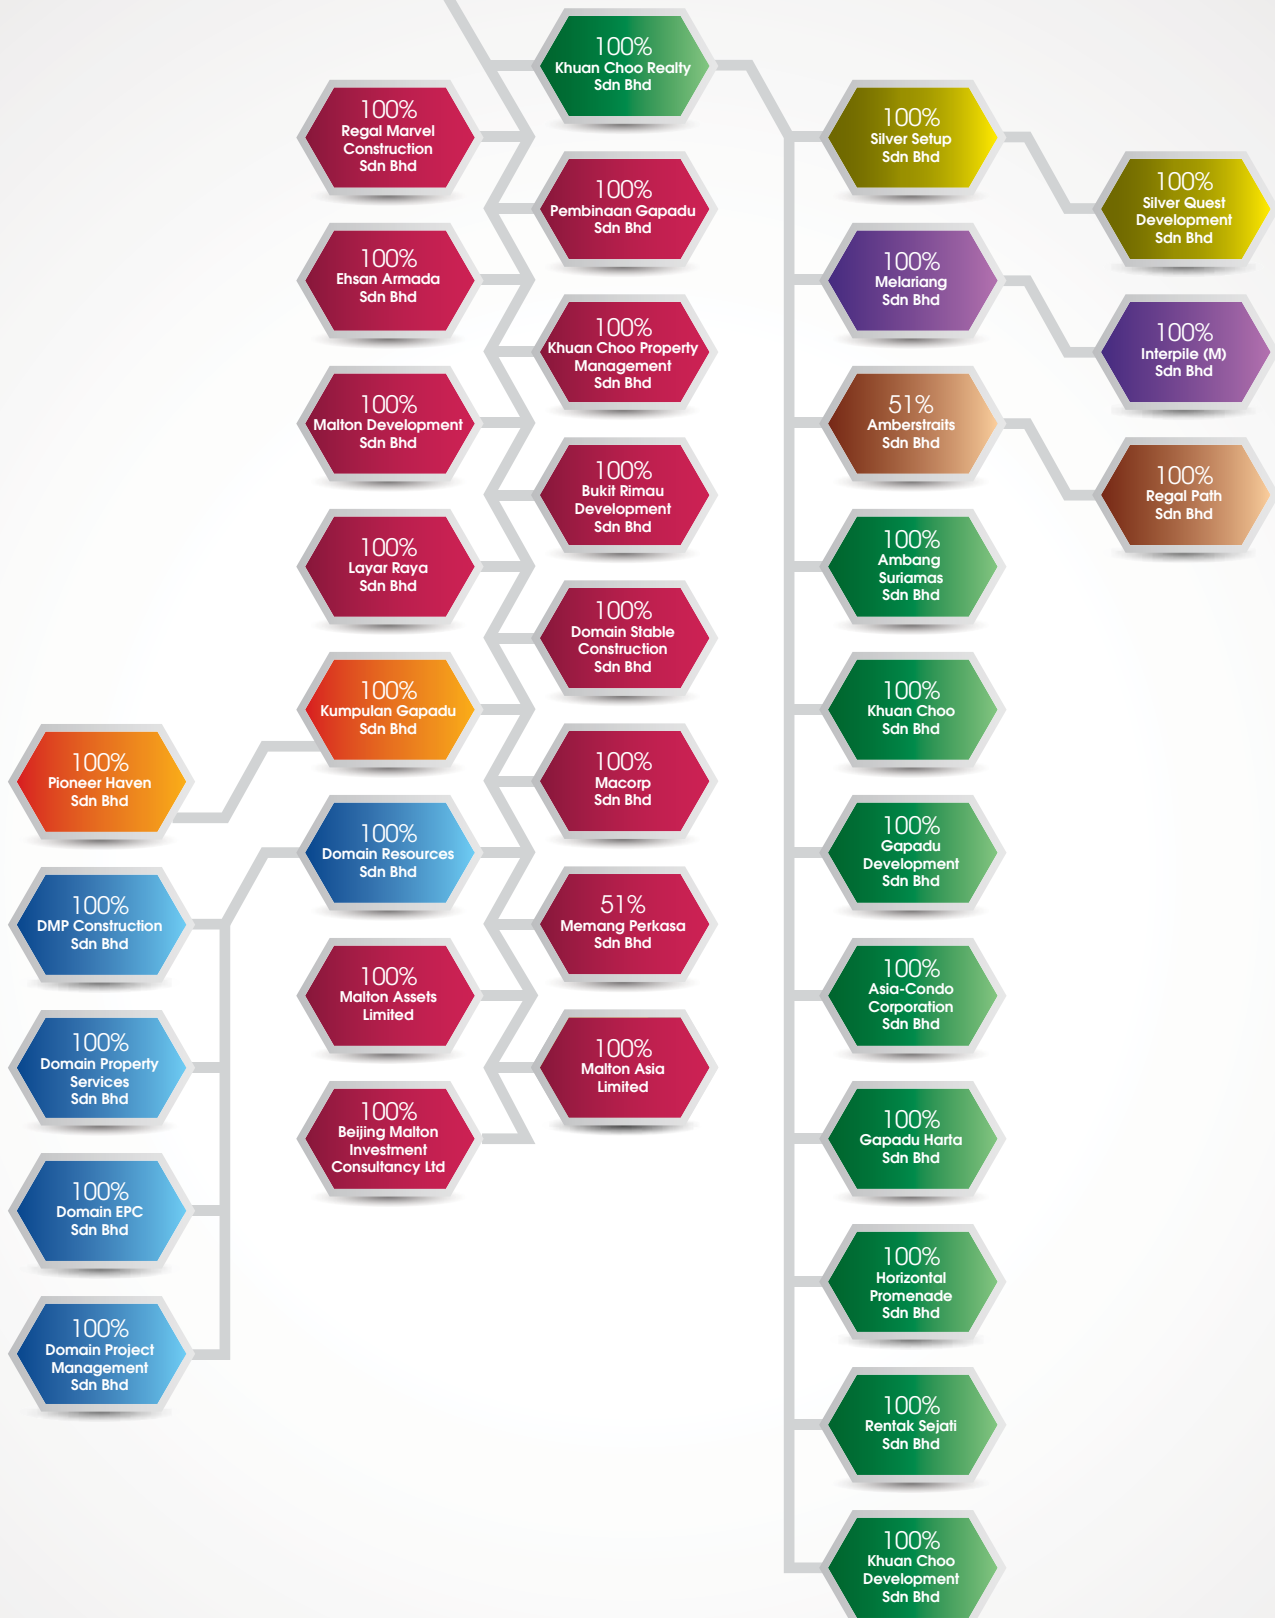 100%
Khuan Choo Realty
Sdn Bhd
100%
Regal Marvel
Construction
Sdn Bhd
100%
Pembinaan Gapadu
Sdn Bhd
100%
Ehsan Armada
Sdn Bhd
100%
Khuan Choo Property
Management
Sdn Bhd
100%
Malton Development
Sdn Bhd
100%
Bukit Rimau
Development
Sdn Bhd
100%
Layar Raya
Sdn Bhd
100%
Domain Stable
Construction
Sdn Bhd
100%
Kumpulan Gapadu
Sdn Bhd
100%
Pioneer Haven
Sdn Bhd
100%
Macorp
Sdn Bhd
100%
Domain Resources
Sdn Bhd
100%
DMP Construction
Sdn Bhd
100%
Domain Property
Services
Sdn Bhd
100%
Domain EPC
Sdn Bhd
100%
Domain Project
Management
Sdn Bhd
51%
Memang Perkasa
Sdn Bhd
100%
Malton Assets
Limited
100%
Malton Asia
Limited
100%
Beijing Malton
Investment
Consultancy Ltd
100%
Silver Setup
Sdn Bhd
100%
Silver Quest
Development
Sdn Bhd
100%
Melariang
Sdn Bhd
100%
Interpile (M)
Sdn Bhd
51%
Amberstraits
Sdn Bhd
100%
Regal Path
Sdn Bhd
100%
Ambang
Suriamas
Sdn Bhd
100%
Khuan Choo
Sdn Bhd
100%
Gapadu
Development
Sdn Bhd
100%
Asia-Condo
Corporation
Sdn Bhd
100%
Gapadu Harta
Sdn Bhd
100%
Horizontal
Promenade
Sdn Bhd
100%
Rentak Sejati
Sdn Bhd
100%
Khuan Choo
Development
Sdn Bhd